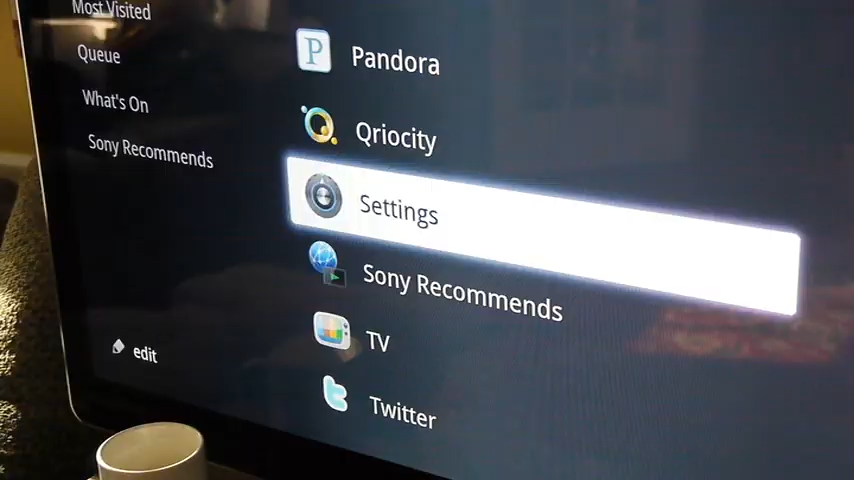 Most Visited
Queue
What's On
Sony Recommends
edit
P
Pandora
Qriocity
Settings
Sony Recommends
TV
t
Twitter